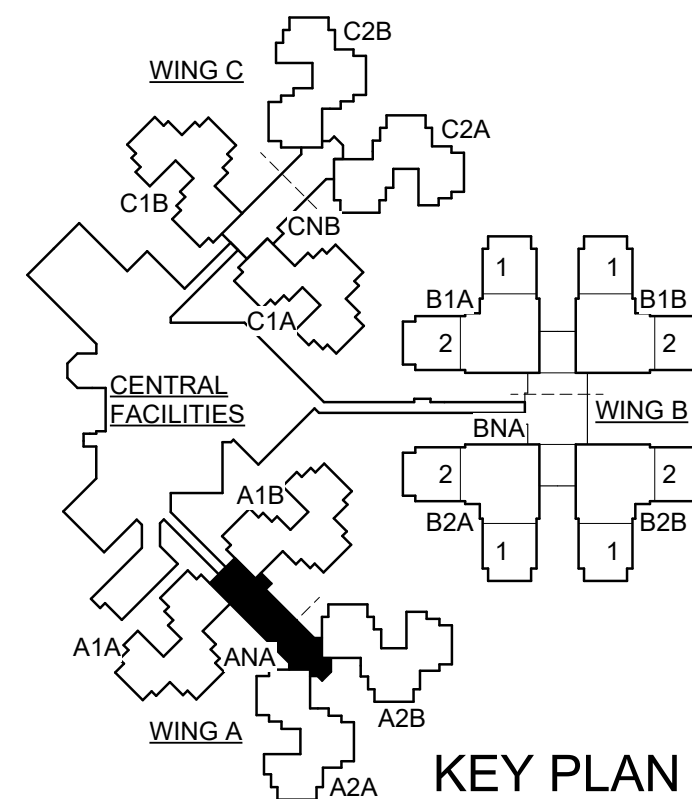 C2B
WING C
C2A
C1B
CNB
C1A
1
1
B1A
B1B
2
2
CENTRAL
FACILITIES
WING B
BNA
2
2
A1B
B2A
B2B
1
1
A1A
ANA
A2B
WING A
A2A
KEY PLAN